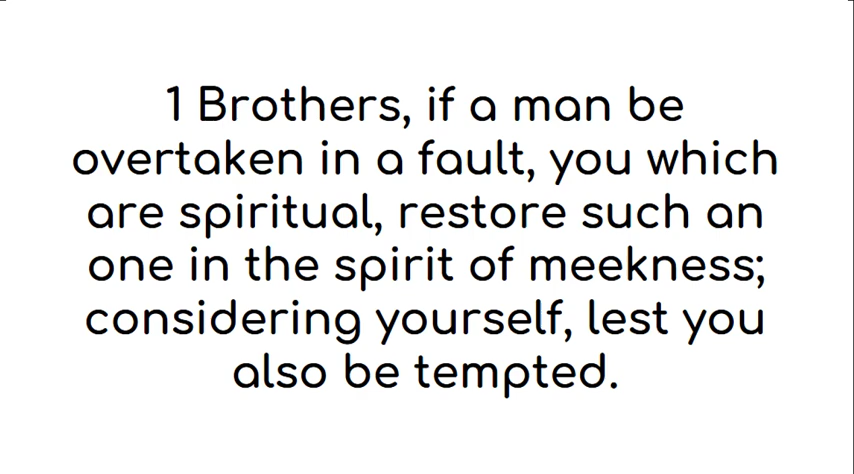 1 Brothers, if a man be
overtaken in a fault, you which
are spiritual, restore such an
one in the spirit of meekness;
considering yourself, lest you
also be tempted.